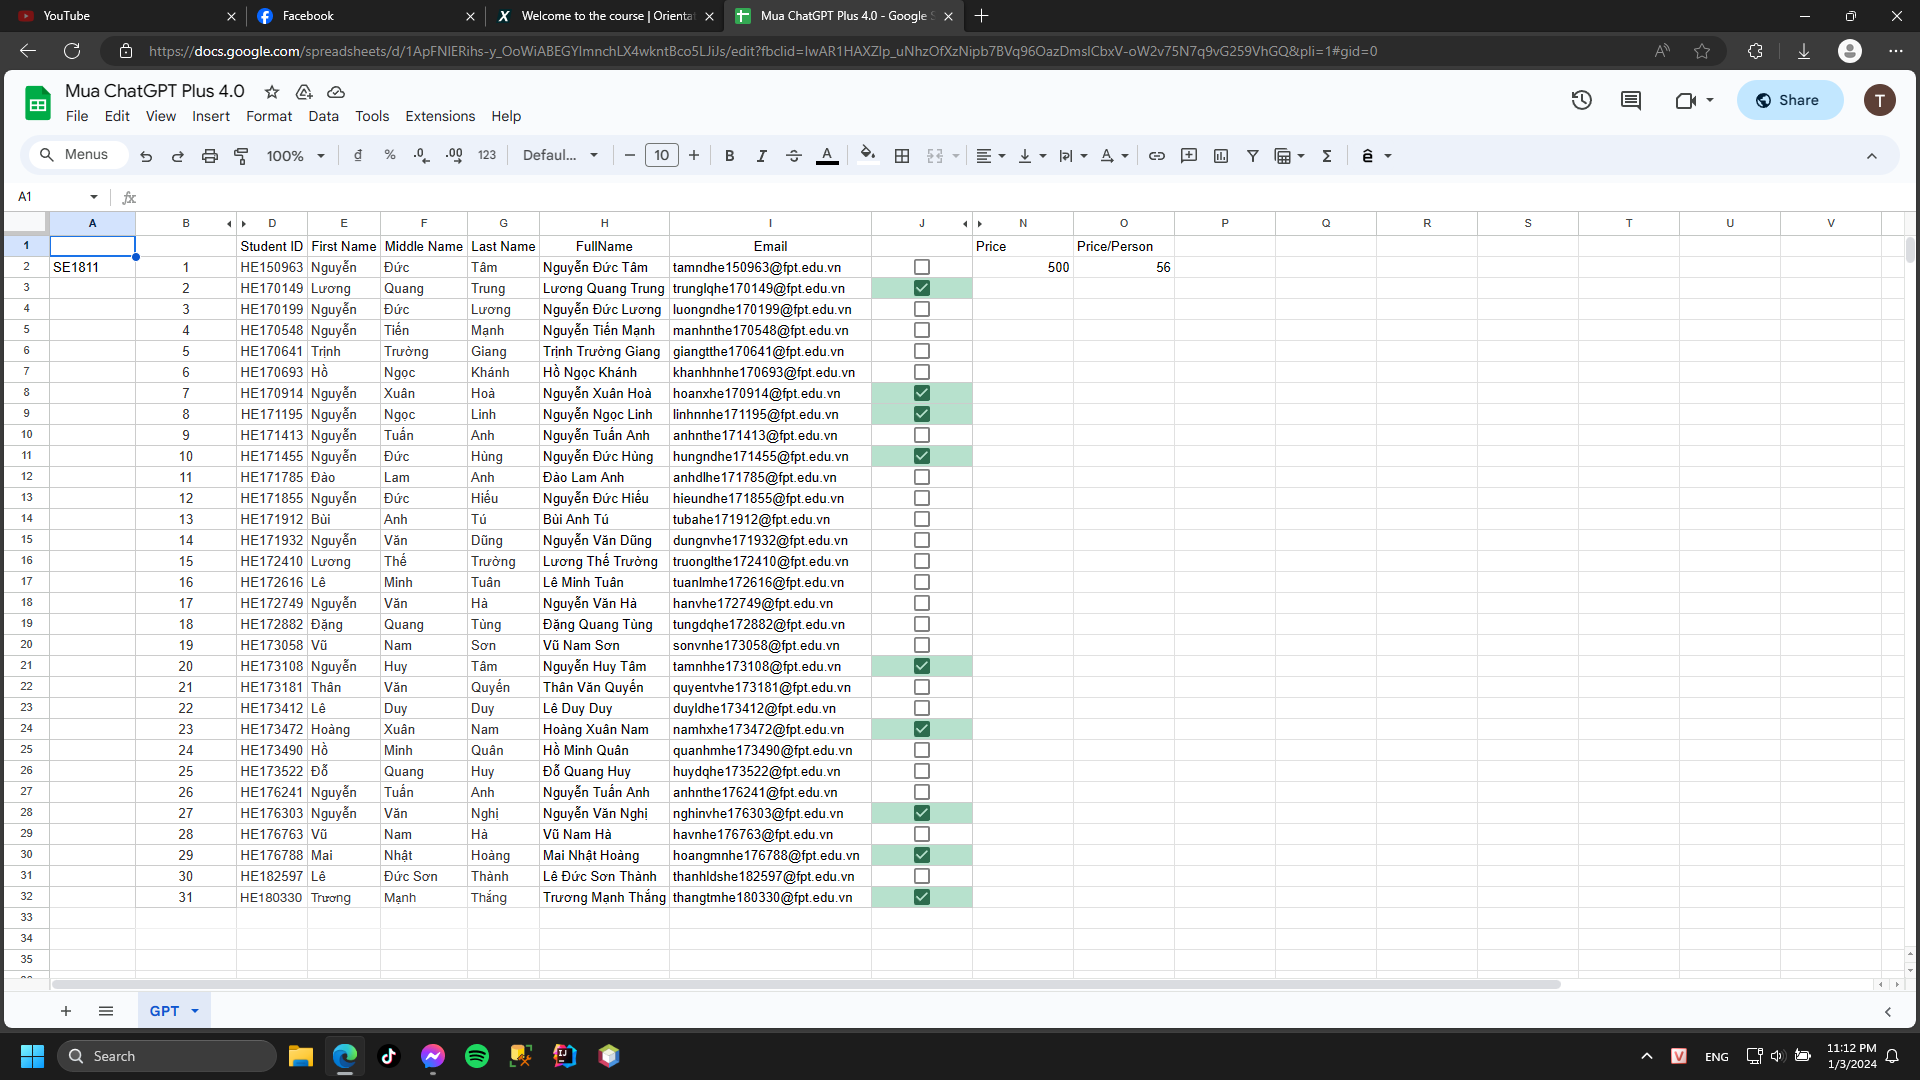 YouTube
Facebook
Welcome to the course | Orienta
Mua ChatGPT Plus 4.0 - Google S
https://docs.google.com/spreadsheets/d/
Mua ChatGPT Plus 4.0
File Edit View Insert Format Data Tools Extensions Help
Share
T
Menus 100% đ % .0 .00 123 Defaul... 10 B I S A
A1 fx
A B D E F G H I J N O P Q R S T U V
1 Student ID First Name Middle Name Last Name FullName Email Price Price/Person
2 SE1811 1 HE150963 Nguyễn Đức Tâm Nguyễn Đức Tâm tamndhe150963@fpt.edu.vn 500 56
3 2 HE170149 Lương Quang Trung Lương Quang Trung trunglqhe170149@fpt.edu.vn
4 3 HE170199 Nguyễn Đức Lương Nguyễn Đức Lương luongndhe170199@fpt.edu.vn
5 4 HE170548 Nguyễn Tiến Mạnh Nguyễn Tiến Mạnh manhnthe170548@fpt.edu.vn
6 5 HE170641 Trịnh Trường Giang Trịnh Trường Giang giangtthe170641@fpt.edu.vn
7 6 HE170693 Hồ Ngọc Khánh Hồ Ngọc Khánh khanhhnhe170693@fpt.edu.vn
8 7 HE170914 Nguyễn Xuân Hoà Nguyễn Xuân Hoà hoanxhe170914@fpt.edu.vn
9 8 HE171195 Nguyễn Ngọc Linh Nguyễn Ngọc Linh linhnnhe171195@fpt.edu.vn
10 9 HE171413 Nguyễn Tuấn Anh Nguyễn Tuấn Anh anhnthe171413@fpt.edu.vn
11 10 HE171455 Nguyễn Đức Hùng Nguyễn Đức Hùng hungndhe171455@fpt.edu.vn
12 11 HE171785 Đào Lam Anh Đào Lam Anh anhdlhe171785@fpt.edu.vn
13 12 HE171855 Nguyễn Đức Hiếu Nguyễn Đức Hiếu hieundhe171855@fpt.edu.vn
14 13 HE171912 Bùi Anh Tú Bùi Anh Tú tubahe171912@fpt.edu.vn
15 14 HE171932 Nguyễn Văn Dũng Nguyễn Văn Dũng dungnvhe171932@fpt.edu.vn
16 15 HE172410 Lương Thế Trường Lương Thế Trường truonglthe172410@fpt.edu.vn
17 16 HE172616 Lê Minh Tuân Lê Minh Tuân tuanlmhe172616@fpt.edu.vn
18 17 HE172749 Nguyễn Văn Hà Nguyễn Văn Hà hanvhe172749@fpt.edu.vn
19 18 HE172882 Đặng Quang Tùng Đặng Quang Tùng tungdqhe172882@fpt.edu.vn
20 19 HE173058 Vũ Nam Sơn Vũ Nam Sơn sonvnhe173058@fpt.edu.vn
21 20 HE173108 Nguyễn Huy Tâm Nguyễn Huy Tâm tamnhhe173108@fpt.edu.vn
22 21 HE173181 Thân Văn Quyến Thân Văn Quyến quyentvhe173181@fpt.edu.vn
23 22 HE173412 Lê Duy Duy Lê Duy Duy duyldhe173412@fpt.edu.vn
24 23 HE173472 Hoàng Xuân Nam Hoàng Xuân Nam namhxhe173472@fpt.edu.vn
25 24 HE173490 Hồ Minh Quân Hồ Minh Quân quanhmhe173490@fpt.edu.vn
26 25 HE173522 Đỗ Quang Huy Đỗ Quang Huy huydqhe173522@fpt.edu.vn
27 26 HE176241 Nguyễn Tuấn Anh Nguyễn Tuấn Anh anhnthe176241@fpt.edu.vn
28 27 HE176303 Nguyễn Văn Nghị Nguyễn Văn Nghị nghinvhe176303@fpt.edu.vn
29 28 HE176763 Vũ Nam Hà Vũ Nam Hà havnhe176763@fpt.edu.vn
30 29 HE176788 Mai Nhật Hoàng Mai Nhật Hoàng hoangmnhe176788@fpt.edu.vn
31 30 HE182597 Lê Đức Sơn Thành Lê Đức Sơn Thành thanhldshe182597@fpt.edu.vn
32 31 HE180330 Trương Mạnh Thắng Trương Mạnh Thắng thangtmhe180330@fpt.edu.vn
33
34
35
GPT
Search
V ENG 11:12 PM
1/3/2024